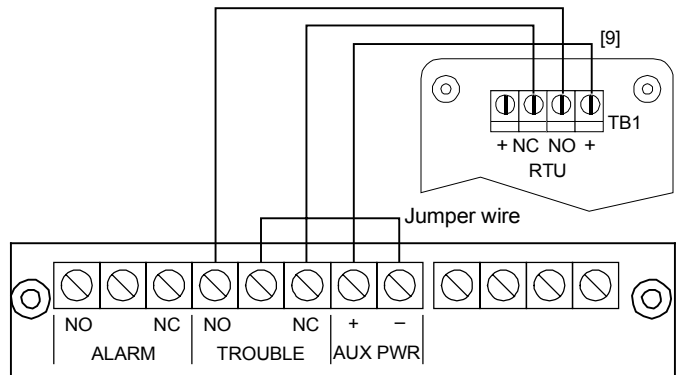 [9]
TB1
+ NC NO +
RTU
Jumper wire
NO NC NO NC + –
ALARM TROUBLE AUX PWR